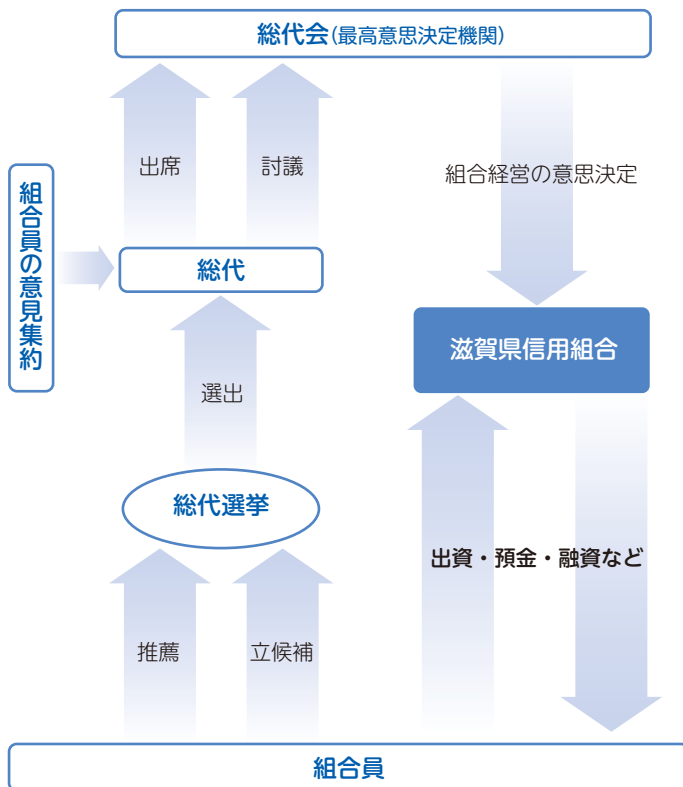 総代会(最高意思決定機関)
出席
討議
組合経営の意思決定
組合員の意見集約
総代
滋賀県信用組合
選出
総代選挙
出資・預金・融資など
推薦
立候補
組合員